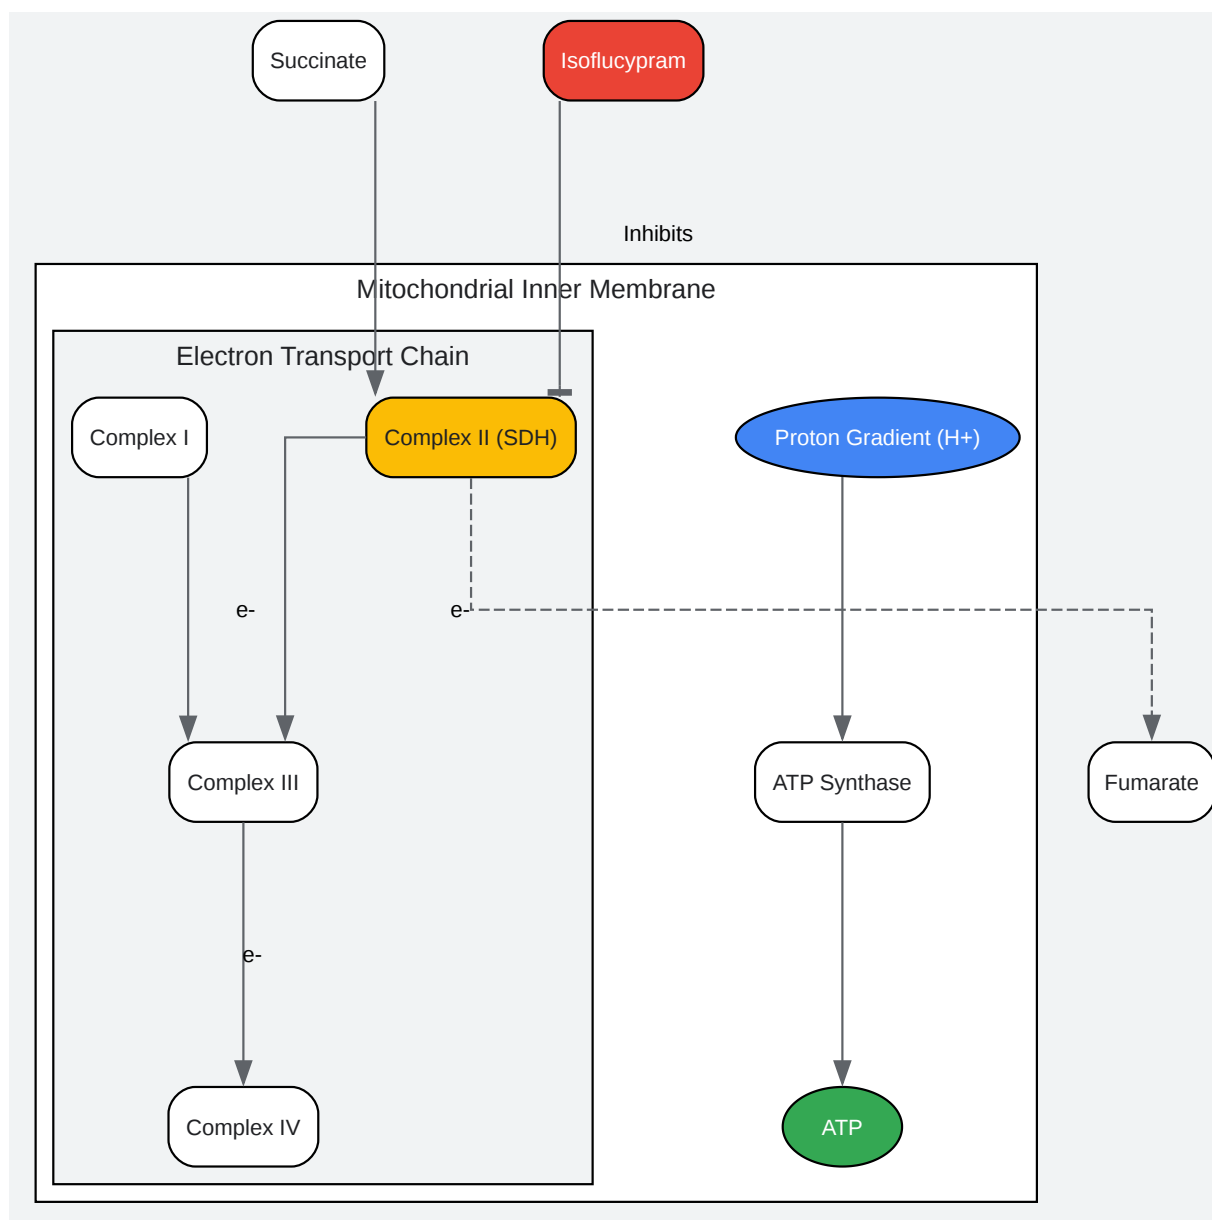 Succinate
Isoflucypram
Inhibits
Mitochondrial Inner Membrane
Electron Transport Chain
Complex I
Complex II (SDH)
Proton Gradient (H+)
e-
e-
Complex III
ATP Synthase
Fumarate
e-
Complex IV
ATP